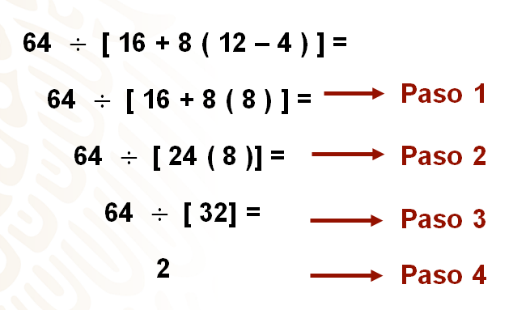 64 ÷ [ 16 + 8 ( 12 – 4 ) ] =
64 ÷ [ 16 + 8 ( 8 ) ] = Paso 1
64 ÷ [ 24 ( 8 )] = Paso 2
64 ÷ [ 32] = Paso 3
2 Paso 4